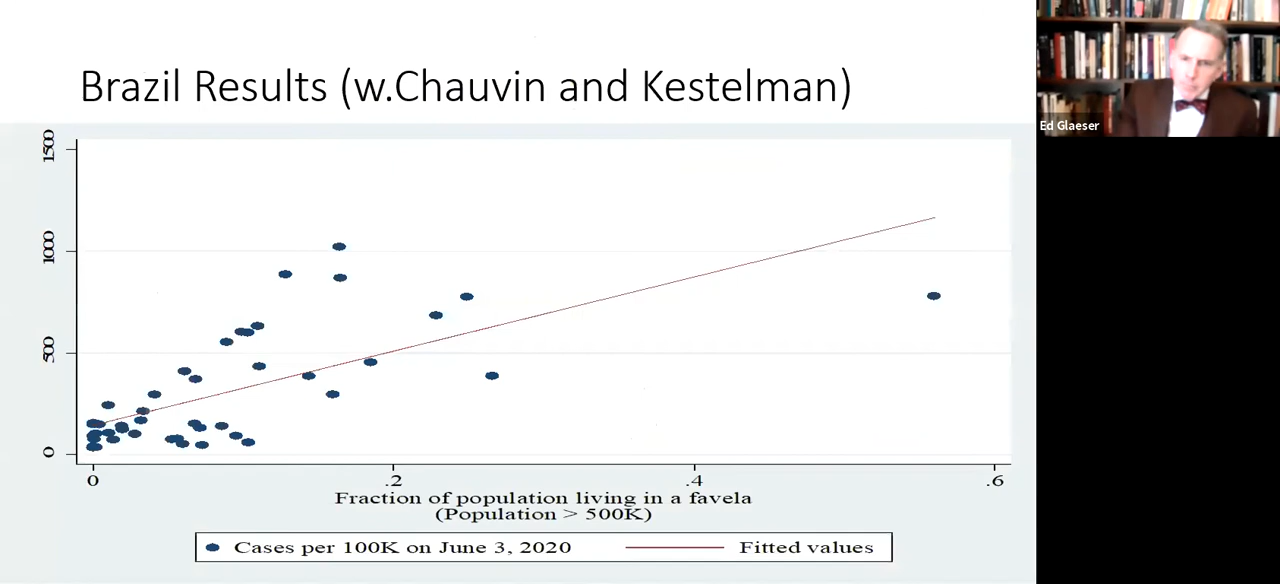 Brazil Results (w.Chauvin and Kestelman)
Ed Glaeser
1500
1000
500
0
0 .2 .4 .6
Fraction of population living in a favela
(Population > 500K)
Cases per 100K on June 3, 2020 Fitted values